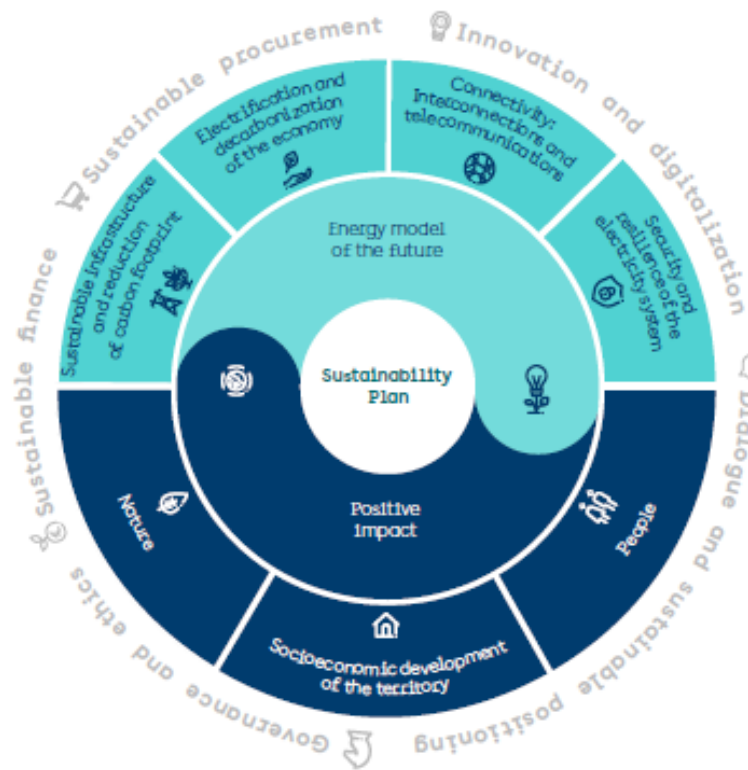 Sustainable procurement
Innovation and digitalization
Dialogue and sustainable positioning
Governance and ethics
Sustainable finance
Sustainable infrastructure
and reduction
of carbon footprint
Electrification and
decarbonization
of the economy
Connectivity:
Interconnections and
telecommunications
Security and
resilience of the
electricity system
Energy model
of the future
Sustainability
Plan
Positive
impact
Nature
Socioeconomic development
of the territory
People